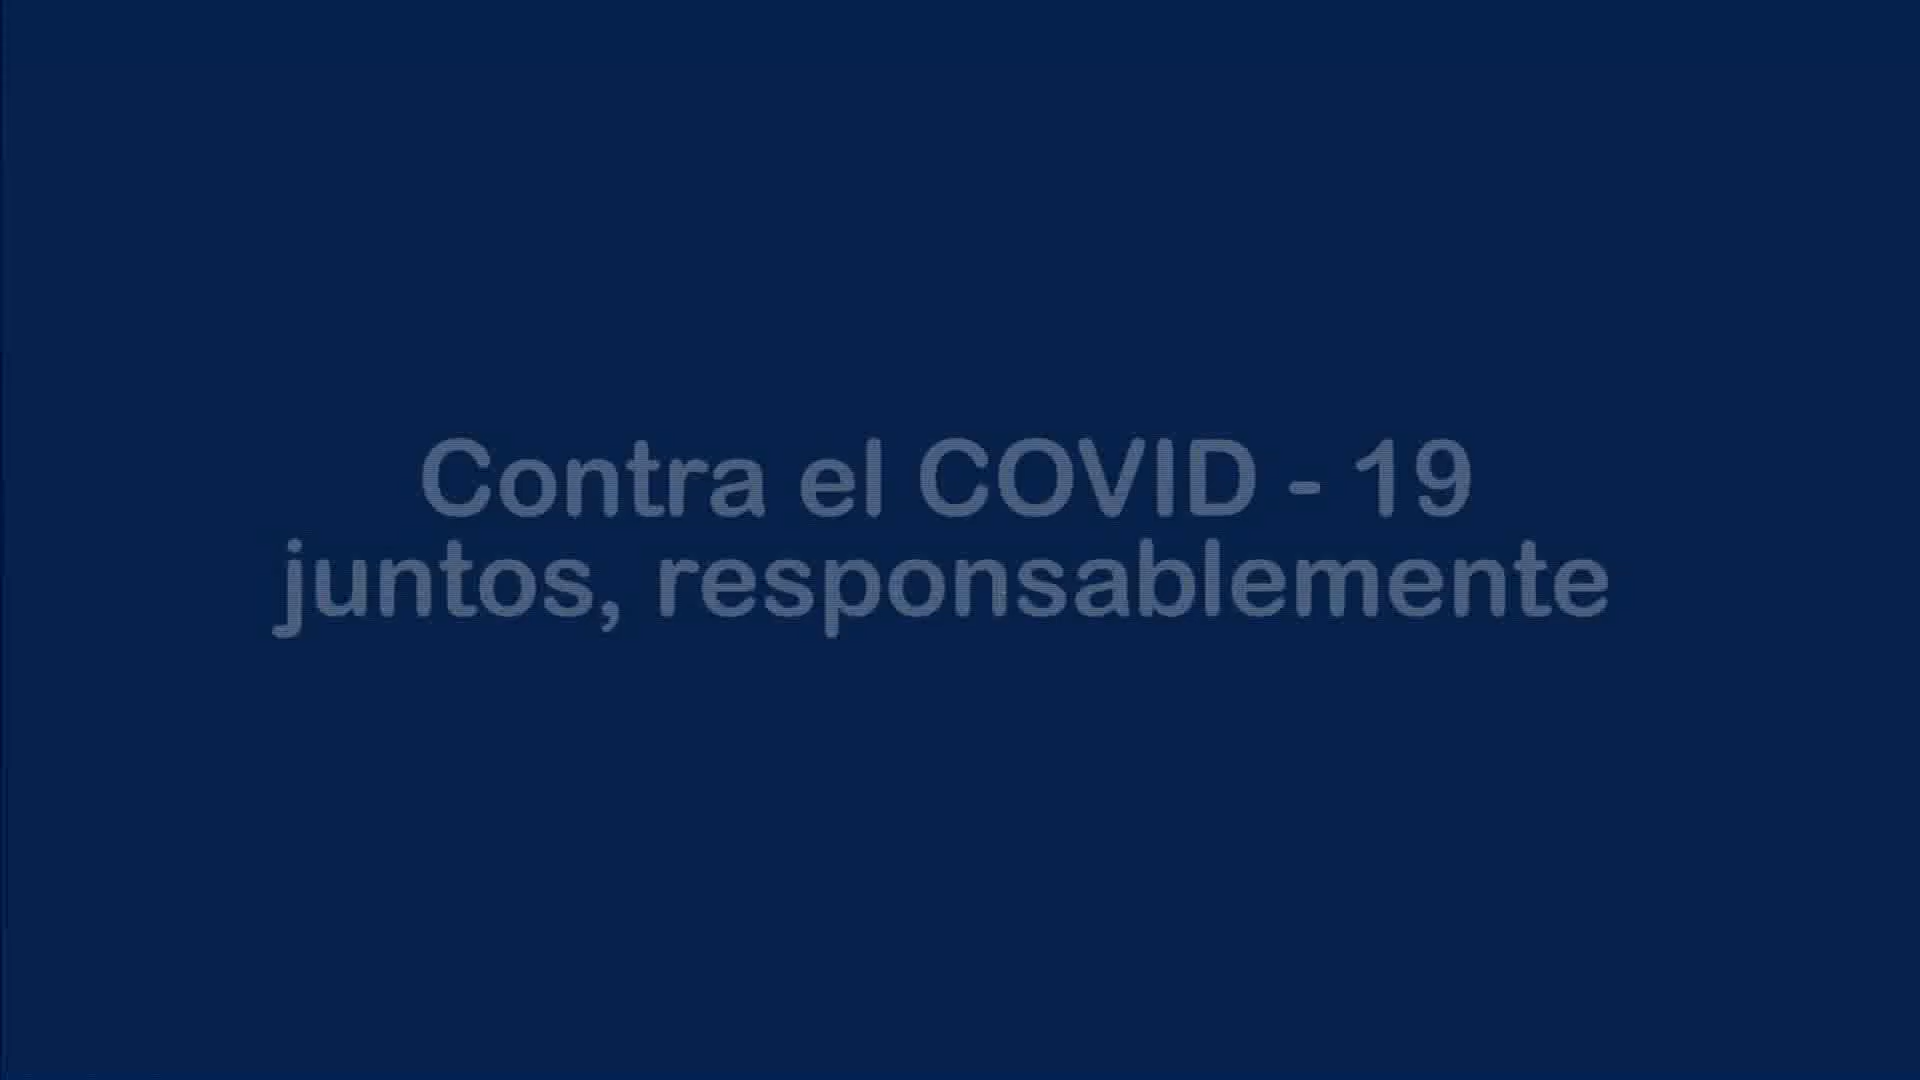 Contra el COVID - 19
juntos, responsablemente